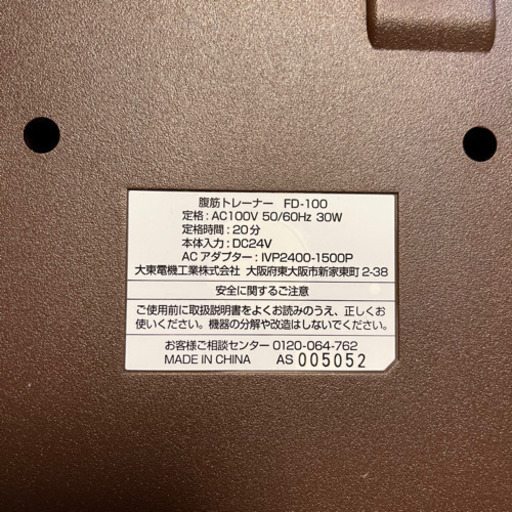 腹筋トレーナー FD-100
定格:AC100V 50/60Hz 30W
定格時間:20分
本体入力:DC24V
ACアダプター:IVP2400-1500P
大東電機工業株式会社 大阪府東大阪市新家東町2-38
安全に関するご注意
ご使用前に取扱説明書をよくお読みのうえ、正しくお
使いください。機器の分解や改造はしないでください。
お客様ご相談センター 0120-064-762
MADE IN CHINA AS 005052